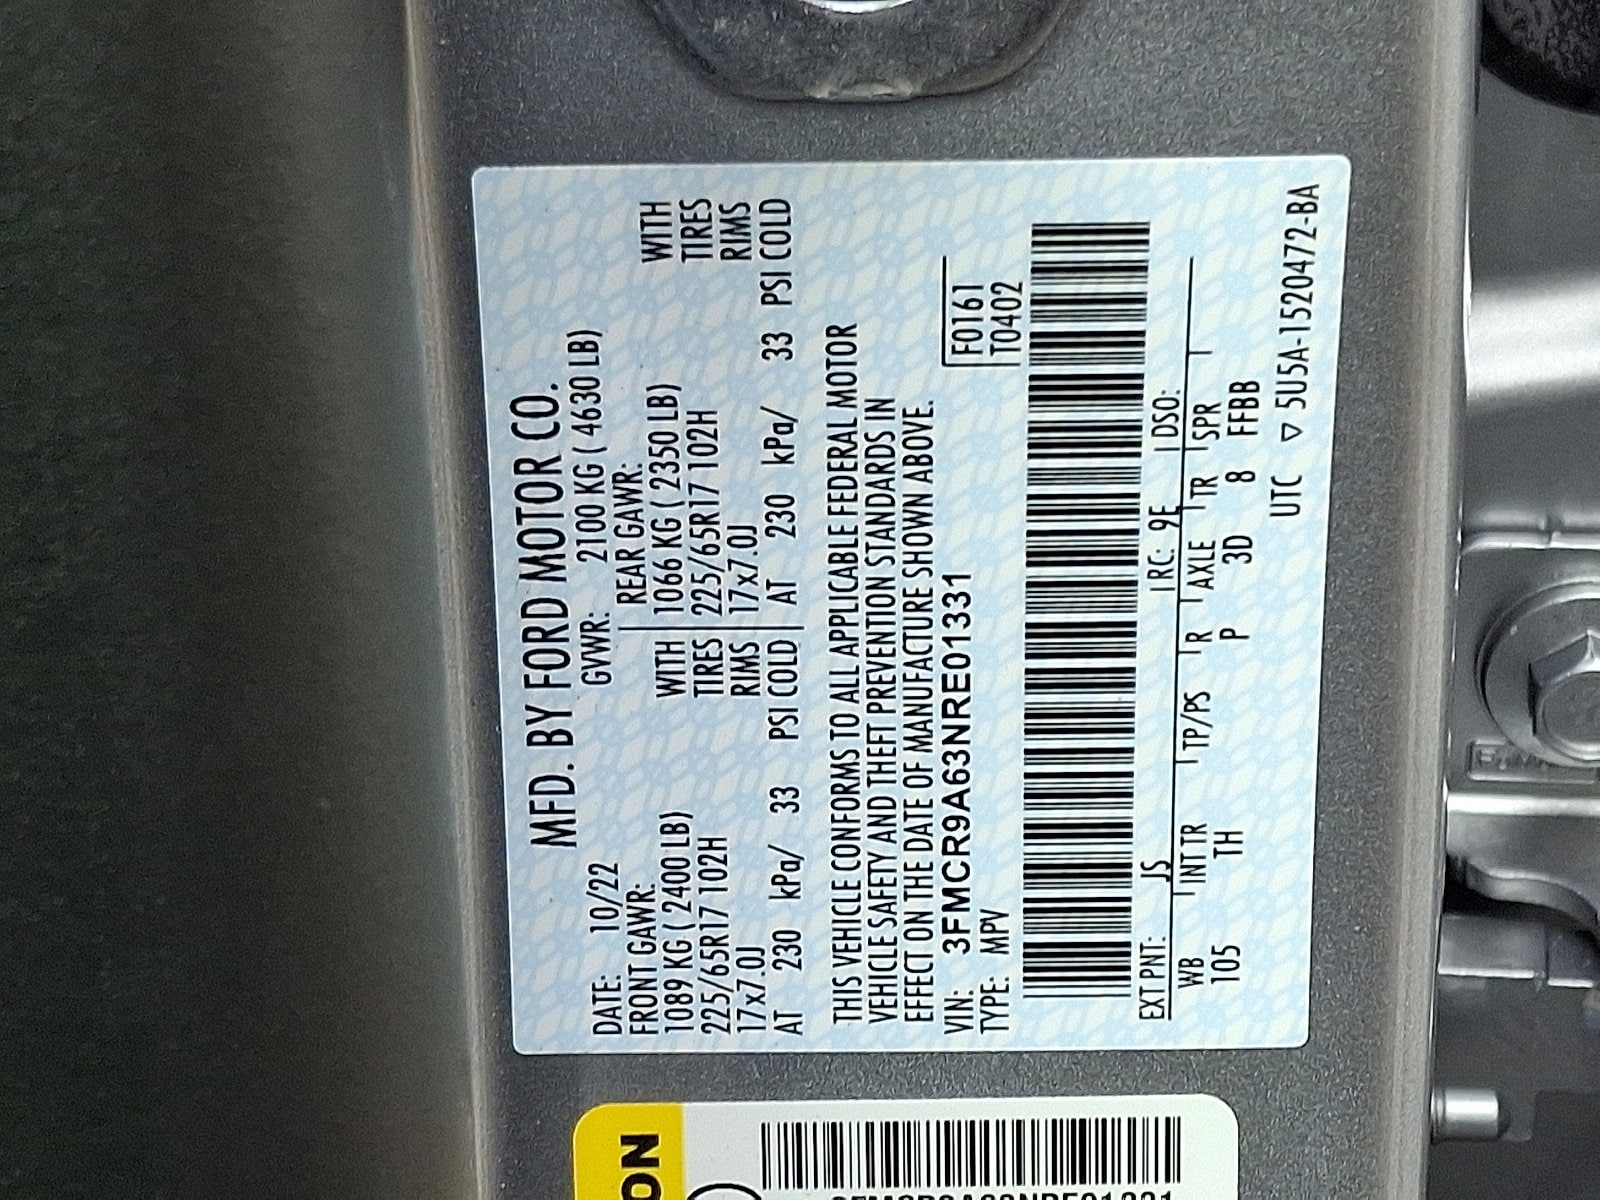 MFD. BY FORD MOTOR CO.
DATE: 10/22 GVWR: 2100 KG ( 4630 LB)
FRONT GAWR: REAR GAWR:
1089 KG ( 2400 LB) WITH 1066 KG ( 2350 LB) WITH
225/65R17 102H TIRES 225/65R17 102H TIRES
17x7.0J RIMS 17x7.0J RIMS
AT 230 kPa/ 33 PSI COLD AT 230 kPa/ 33 PSI COLD
THIS VEHICLE CONFORMS TO ALL APPLICABLE FEDERAL MOTOR
VEHICLE SAFETY AND THEFT PREVENTION STANDARDS IN
EFFECT ON THE DATE OF MANUFACTURE SHOWN ABOVE.
VIN: 3FMCR9A63NRE01331 F0161
TYPE: MPV T0402
EXT PNT: JS RC: 9E DSO:
WB INT TR TP/PS R AXLE TR SPR
105 TH P 3D 8 FFBB
UTC ▽ 5U5A-1520472-BA